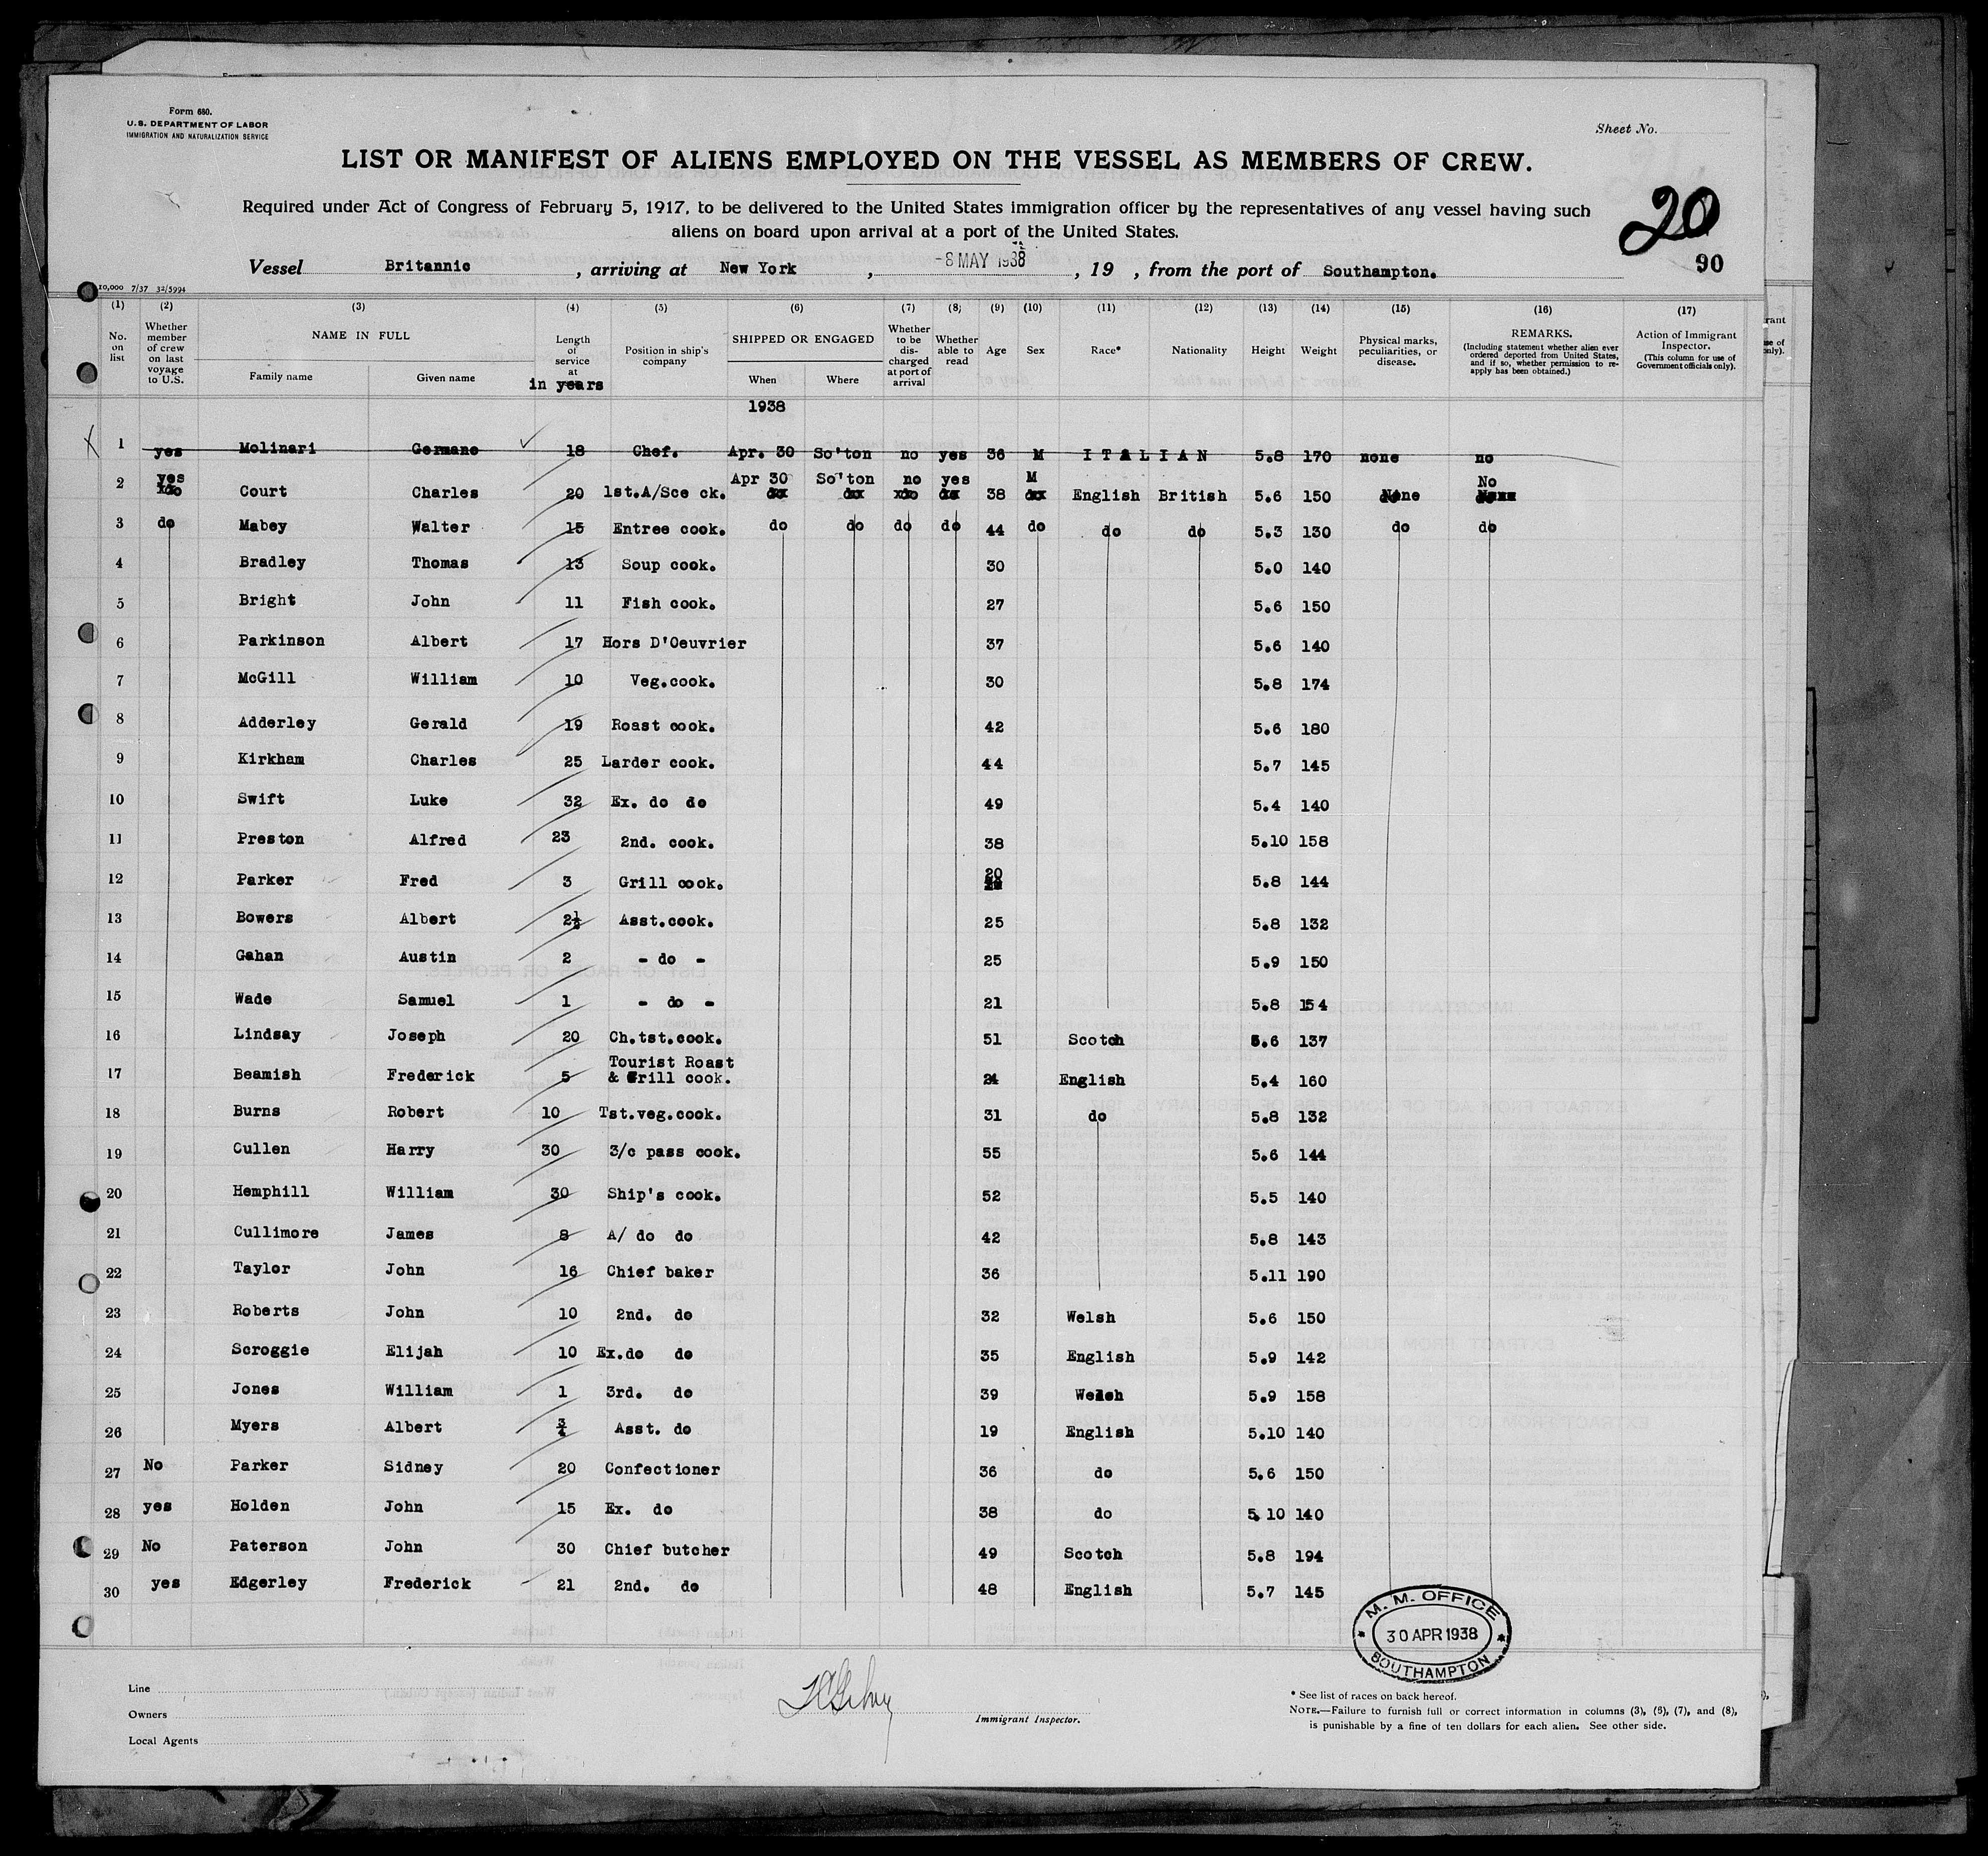 Form 680.
U.S. DEPARTMENT OF LABOR
IMMIGRATION AND NATURALIZATION SERVICE
Sheet No.
LIST OR MANIFEST OF ALIENS EMPLOYED ON THE VESSEL AS MEMBERS OF CREW.
Required under Act of Congress of February 5, 1917, to be delivered to the United States immigration officer by the representatives of any vessel having such
aliens on board upon arrival at a port of the United States.
20
90
Vessel Britannic, arriving at New York, -8 MAY 1938, 19 , from the port of Southampton.
10,000 7/37 32/5994
(1) (2) (3) (4) (5) (6) (7) (8) (9) (10) (11) (12) (13) (14) (15) (16) (17)
No. on list
Whether member of crew on last voyage to U.S.
NAME IN FULL
Family name Given name
Length of service at in years
Position in ship's company
SHIPPED OR ENGAGED
When Where
Whether to be discharged at port of arrival
Whether able to read
Age
Sex
Race*
Nationality
Height
Weight
Physical marks, peculiarities, or disease.
REMARKS.
(Including statement whether alien ever ordered deported from United States, and if so, whether permission to reapply has been obtained.)
Action of Immigrant Inspector.
(This column for use of Government officials only).
1938
1 yes Molinari Germano 18 Chef. Apr. 30 So'ton no yes 36 M ITALIAN 5.8 170 none no
2 yes Court Charles 20 1st.A/Sce ck. Apr 30 So'ton no yes 38 M English British 5.6 150 None No
3 do Mabey Walter 15 Entree cook. do do do do 44 do do do 5.3 130 do do
4 Bradley Thomas 13 Soup cook. 30 5.0 140
5 Bright John 11 Fish cook. 27 5.6 150
6 Parkinson Albert 17 Hors D'Oeuvrier 37 5.6 140
7 McGill William 10 Veg.cook. 30 5.8 174
8 Adderley Gerald 19 Roast cook. 42 5.6 180
9 Kirkham Charles 25 Larder cook. 44 5.7 145
10 Swift Luke 32 Ex. do do 49 5.4 140
11 Preston Alfred 23 2nd. cook. 38 5.10 158
12 Parker Fred 3 Grill cook. 20 5.8 144
13 Bowers Albert 2½ Asst.cook. 25 5.8 132
14 Gahan Austin 2 - do - 25 5.9 150
15 Wade Samuel 1 - do - 21 5.8 154
16 Lindsay Joseph 20 Ch.tst.cook. 51 Scotch 5.6 137
17 Beamish Frederick 5 Tourist Roast & Grill cook. 24 English 5.4 160
18 Burns Robert 10 Tst.veg.cook. 31 do 5.8 132
19 Cullen Harry 30 3/c pass cook. 55 5.6 144
20 Hemphill William 30 Ship's cook. 52 5.5 140
21 Cullimore James 8 A/ do do 42 5.8 143
22 Taylor John 16 Chief baker 36 5.11 190
23 Roberts John 10 2nd. do 32 Welsh 5.6 150
24 Scroggie Elijah 10 Ex.do do 35 English 5.9 142
25 Jones William 1 3rd. do 39 Welsh 5.9 158
26 Myers Albert ¾ Asst. do 19 English 5.10 140
27 No Parker Sidney 20 Confectioner 36 do 5.6 150
28 yes Holden John 15 Ex. do 38 do 5.10 140
29 No Paterson John 30 Chief butcher 49 Scotch 5.8 194
30 yes Edgerley Frederick 21 2nd. do 48 English 5.7 145
M. M. OFFICE
30 APR 1938
SOUTHAMPTON
Line
Owners
Local Agents
Immigrant Inspector.
* See list of races on back hereof.
NOTE.—Failure to furnish full or correct information in columns (3), (5), (7), and (8),
is punishable by a fine of ten dollars for each alien. See other side.